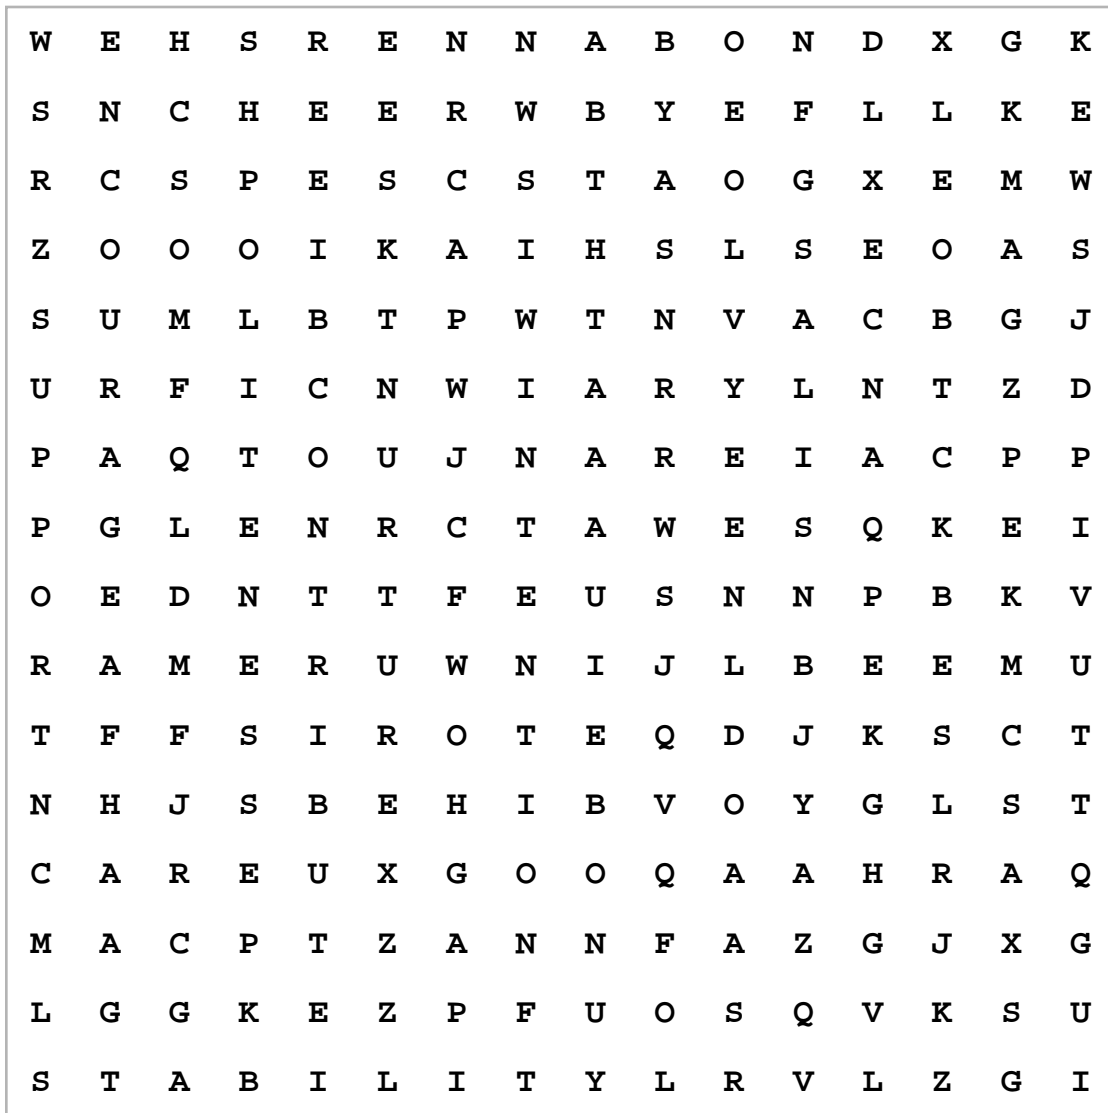 W E H S R E N N A B O N D X G K
S N C H E E R W B Y E F L L K E
R C S P E S C S T A O G X E M W
Z O O O I K A I H S L S E O A S
S U M L B T P W T N V A C B G J
U R F I C N W I A R Y L N T Z D
P A Q T O U J N A R E I A C P P
P G L E N R C T A W E S Q K E I
O E D N T T F E U S N N P B K V
R A M E R U W N I J L B E E M U
T F F S I R O T E Q D J K S C T
N H J S B E H I B V O Y G L S T
C A R E U X G O O Q A A H R A Q
M A C P T Z A N N F A Z G J X G
L G G K E Z P F U O S Q V K S U
S T A B I L I T Y L R V L Z G I